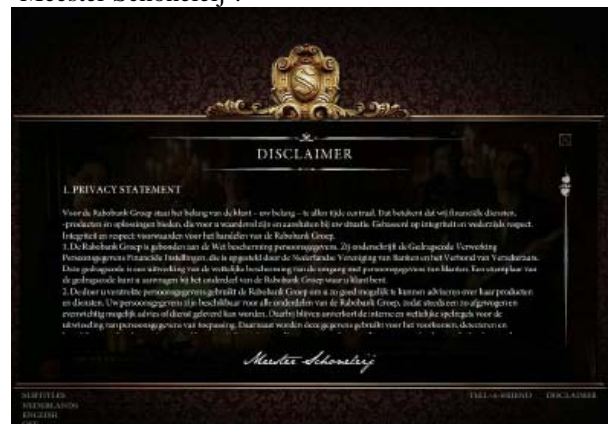 S
DISCLAIMER
1. PRIVACY STATEMENT
Voor de Rabobank Groep staat het belang van de klant – uw belang – te allen tijde centraal. Dat betekent dat wij financiële diensten,
-producten en oplossingen bieden, die voor u waardevol zijn en aansluiten bij uw situatie. Gebaseerd op integriteit en wederzijds respect.
Integriteit en respect: voorwaarden voor het handelen van de Rabobank Groep.
1. De Rabobank Groep is gebonden aan de Wet bescherming persoonsgegevens. Zij onderschrijft de Gedragscode Verwerking
Persoonsgegevens Financiële Instellingen, die is opgesteld door de Nederlandse Vereniging van Banken en het Verbond van Verzekeraars.
Deze gedragscode is een uitwerking van de wettelijke bescherming van de omgang met persoonsgegevens van klanten. Een exemplaar van
de gedragscode kunt u aanvragen bij het onderdeel van de Rabobank Groep waar u klant bent.
2. De door u verstrekte persoonsgegevens gebruikt de Rabobank Groep om u zo goed mogelijk te kunnen adviseren over haar producten
en diensten. Uw persoonsgegevens zijn beschikbaar voor alle onderdelen van de Rabobank Groep, zodat steeds een zo afgewogen en
evenwichtig mogelijk advies of dienst geleverd kan worden. Daarbij blijven onverkort de interne en wettelijke spelregels voor de
uitwisseling van persoonsgegevens van toepassing. Daarnaast worden deze gegevens gebruikt voor het voorkomen, detecteren en
Meester Schonelrij
SUBTITLES
NEDERLANDS
ENGLISH
OFF
TELL-A-FRIEND DISCLAIMER